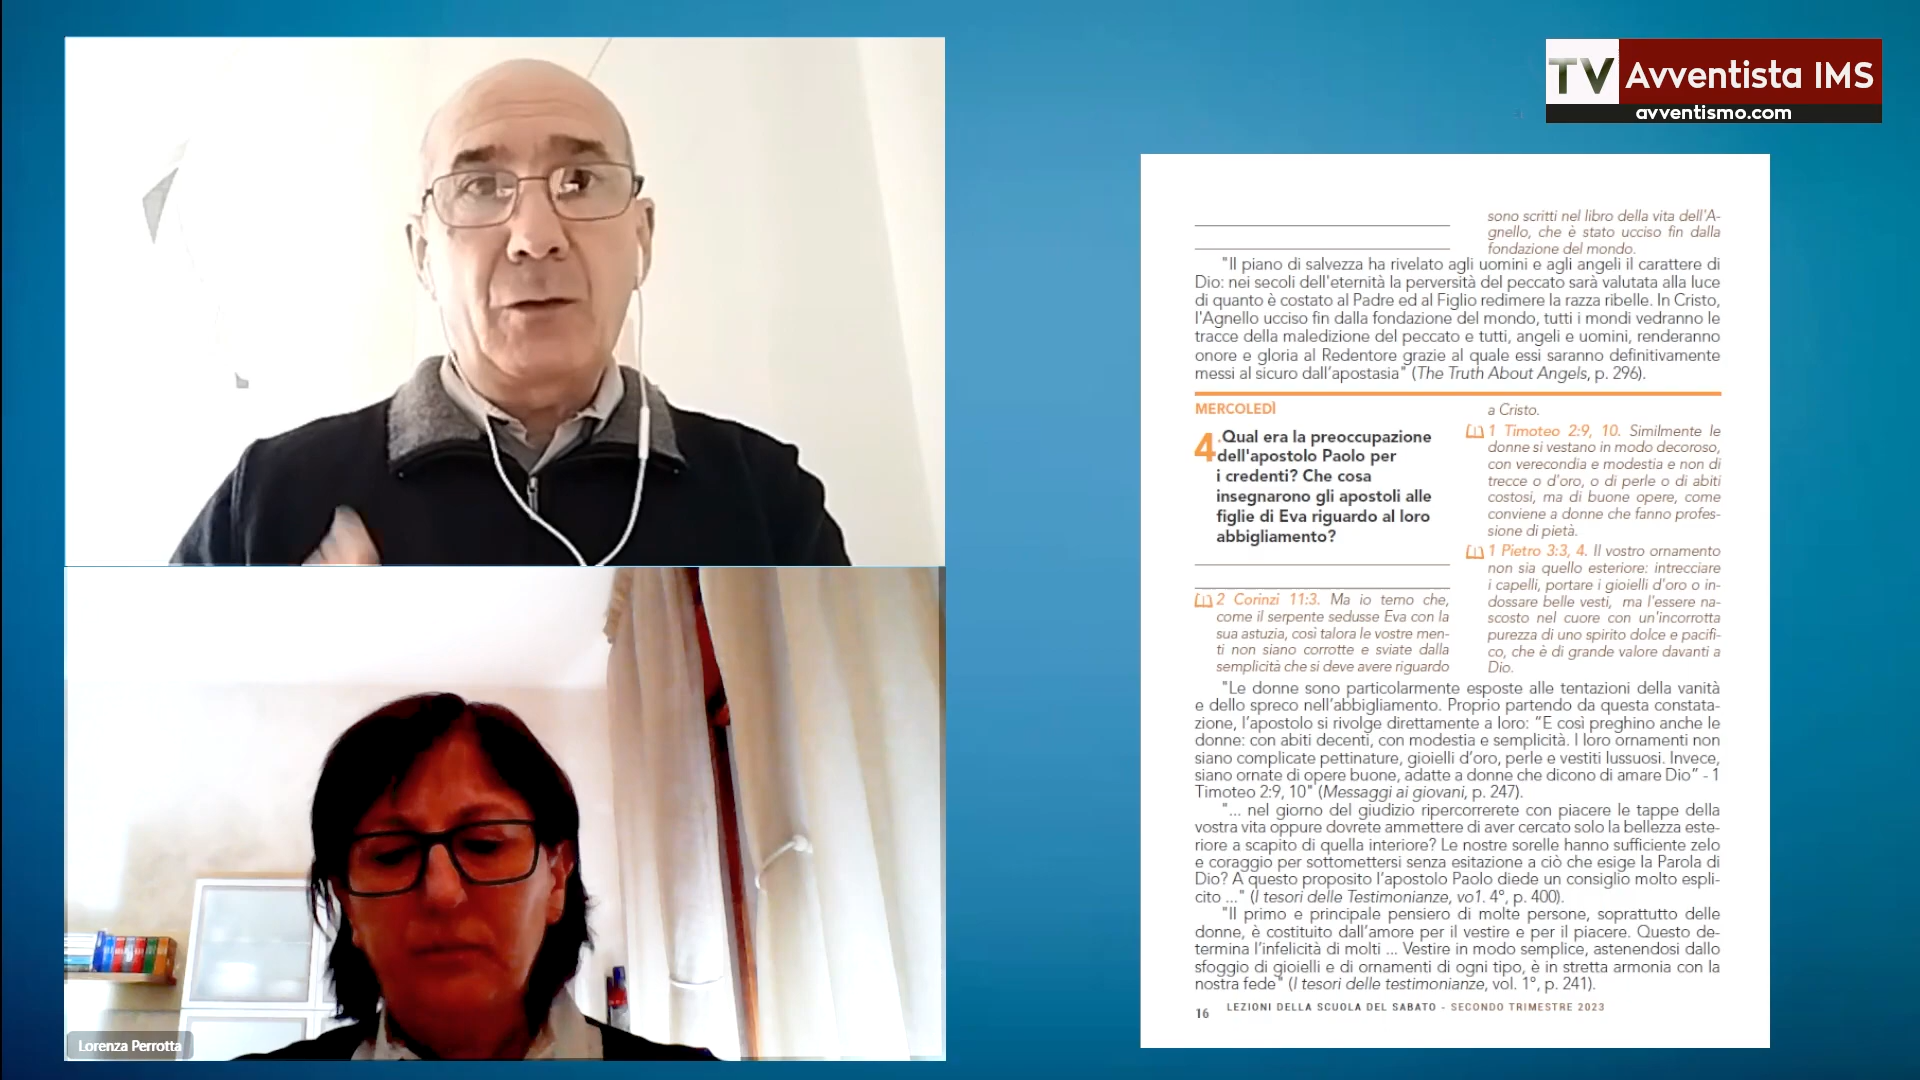 TV Avventista IMS
avventismo.com
sono scritti nel libro della vita dell'A-
gnello, che è stato ucciso fin dalla
fondazione del mondo.
"Il piano di salvezza ha rivelato agli uomini e agli angeli il carattere di
Dio: nei secoli dell'eternità la perversità del peccato sarà valutata alla luce
di quanto è costato al Padre ed al Figlio redimere la razza ribelle. In Cristo,
l'Agnello ucciso fin dalla fondazione del mondo, tutti i mondi vedranno le
tracce della maledizione del peccato e tutti, angeli e uomini, renderanno
onore e gloria al Redentore grazie al quale essi saranno definitivamente
messi al sicuro dall'apostasia" (The Truth About Angels, p. 296).
MERCOLEDÌ
4.Qual era la preoccupazione
dell'apostolo Paolo per
i credenti? Che cosa
insegnarono gli apostoli alle
figlie di Eva riguardo al loro
abbigliamento?
2 Corinzi 11:3. Ma io temo che,
come il serpente sedusse Eva con la
sua astuzia, così talora le vostre men-
ti non siano corrotte e sviate dalla
semplicità che si deve avere riguardo
a Cristo.
1 Timoteo 2:9, 10. Similmente le
donne si vestano in modo decoroso,
con verecondia e modestia e non di
trecce o d'oro, o di perle o di abiti
costosi, ma di buone opere, come
conviene a donne che fanno profes-
sione di pietà.
1 Pietro 3:3, 4. Il vostro ornamento
non sia quello esteriore: intrecciare
i capelli, portare i gioielli d'oro o in-
dossare belle vesti, ma l'essere na-
scosto nel cuore con un'incorrotta
purezza di uno spirito dolce e pacifi-
co, che è di grande valore davanti a
Dio.
"Le donne sono particolarmente esposte alle tentazioni della vanità
e dello spreco nell'abbigliamento. Proprio partendo da questa constata-
zione, l'apostolo si rivolge direttamente a loro: "E così preghino anche le
donne: con abiti decenti, con modestia e semplicità. I loro ornamenti non
siano complicate pettinature, gioielli d'oro, perle e vestiti lussuosi. Invece,
siano ornate di opere buone, adatte a donne che dicono di amare Dio" - 1
Timoteo 2:9, 10" (Messaggi ai giovani, p. 247).
"... nel giorno del giudizio ripercorrerete con piacere le tappe della
vostra vita oppure dovrete ammettere di aver cercato solo la bellezza este-
riore a scapito di quella interiore? Le nostre sorelle hanno sufficiente zelo
e coraggio per sottomettersi senza esitazione a ciò che esige la Parola di
Dio? A questo proposito l'apostolo Paolo diede un consiglio molto espli-
cito ..." (I tesori delle Testimonianze, vo1. 4°, p. 400).
"Il primo e principale pensiero di molte persone, soprattutto delle
donne, è costituito dall'amore per il vestire e per il piacere. Questo de-
termina l'infelicità di molti ... Vestire in modo semplice, astenendosi dallo
sfoggio di gioielli e di ornamenti di ogni tipo, è in stretta armonia con la
nostra fede" (I tesori delle testimonianze, vol. 1°, p. 241).
16 LEZIONI DELLA SCUOLA DEL SABATO - SECONDO TRIMESTRE 2023
Lorenza Perrotta